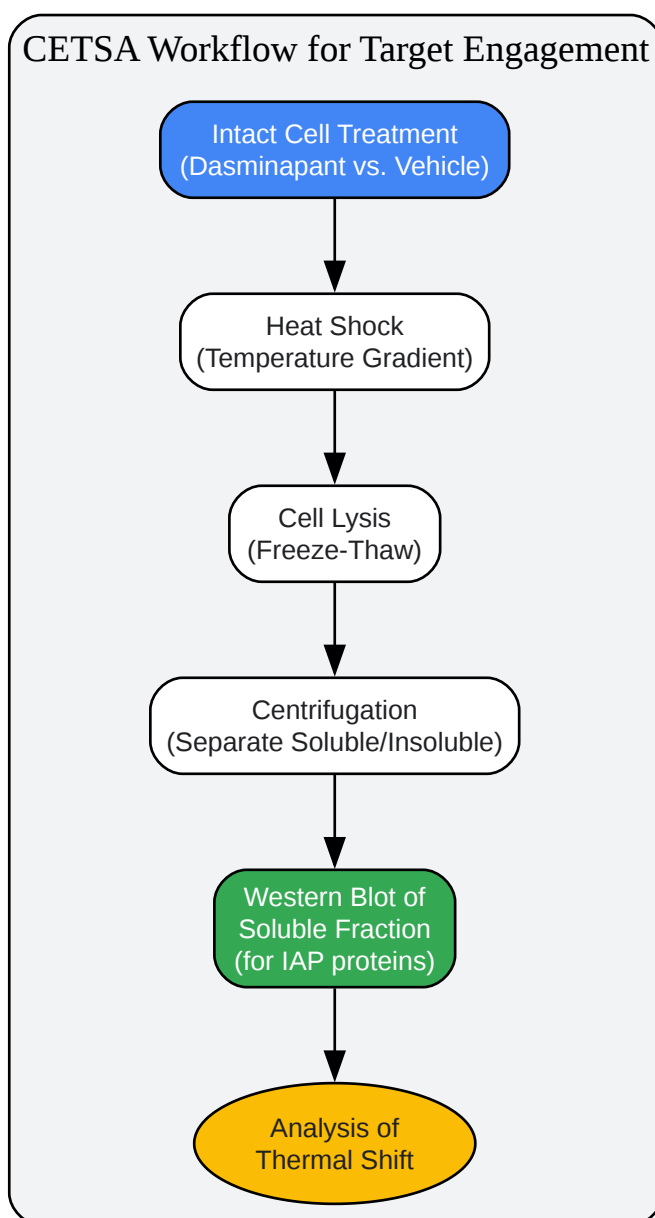 CETSA Workflow for Target Engagement
Intact Cell Treatment
(Dasminapant vs. Vehicle)
Heat Shock
(Temperature Gradient)
Cell Lysis
(Freeze-Thaw)
Centrifugation
(Separate Soluble/Insoluble)
Western Blot of
Soluble Fraction
(for IAP proteins)
Analysis of
Thermal Shift